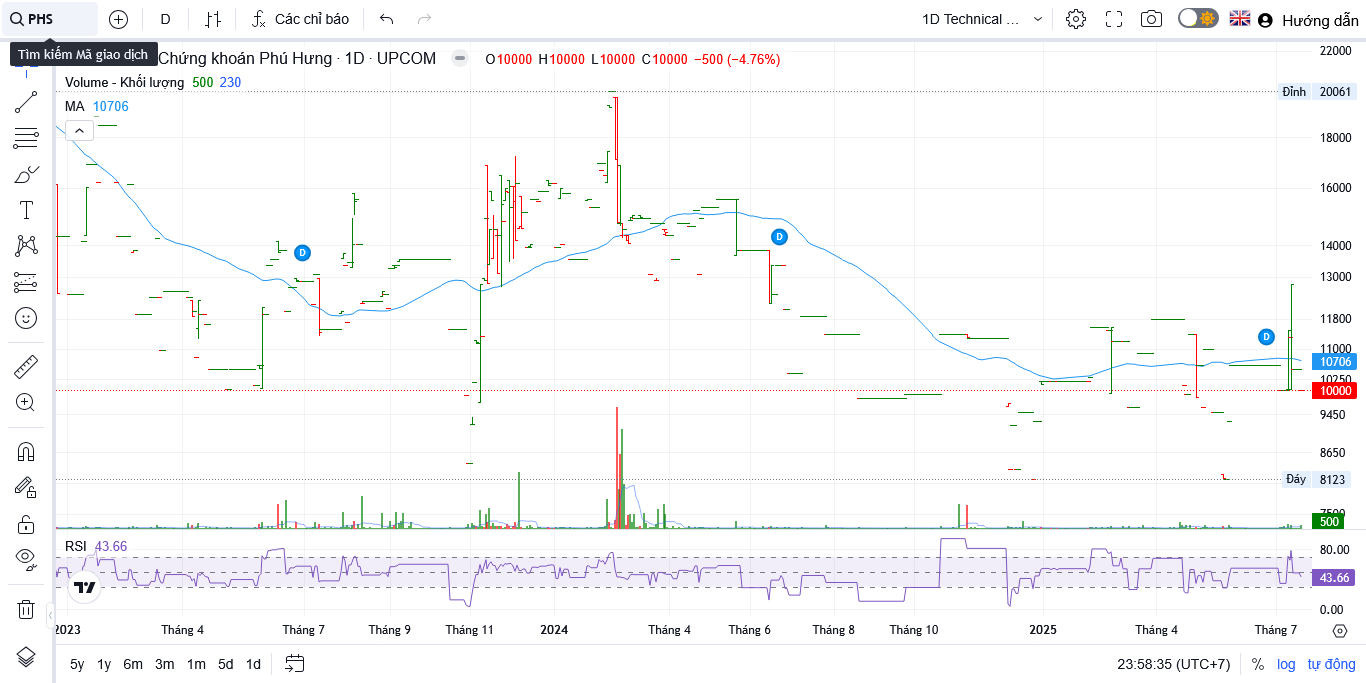 PHS
D
Các chỉ báo
1D Technical ...
Hướng dẫn
Tìm kiếm Mã giao dịch
Chứng khoán Phú Hưng · 1D · UPCOM
O10000 H10000 L10000 C10000 −500 (−4.76%)
Volume - Khối lượng 500 230
MA 10706
22000
Đỉnh 20061
18000
16000
14000
13000
11800
11000
10706
10250
10000
9450
8650
Đáy 8123
7500
500
D
D
D
RSI 43.66
80.00
43.66
0.00
2023 Tháng 4 Tháng 7 Tháng 9 Tháng 11 2024 Tháng 4 Tháng 6 Tháng 8 Tháng 10 2025 Tháng 4 Tháng 7
5y 1y 6m 3m 1m 5d 1d
23:58:35 (UTC+7) % log tự động